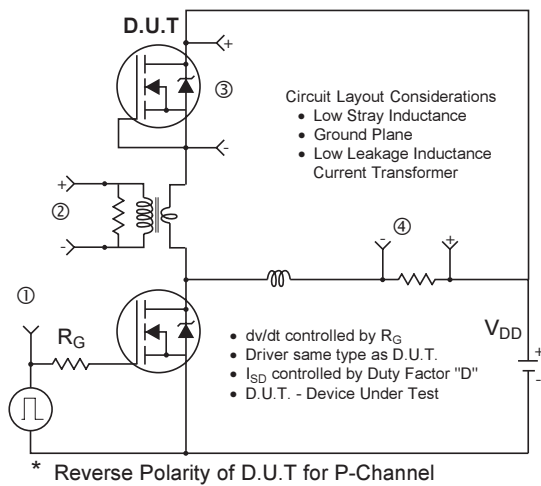 D.U.T
+
③
-
Circuit Layout Considerations
• Low Stray Inductance
• Ground Plane
• Low Leakage Inductance
Current Transformer
+
②
-
④
-
+
①
R_G
• dv/dt controlled by R_G
• Driver same type as D.U.T.
• I_SD controlled by Duty Factor "D"
• D.U.T. - Device Under Test
V_DD
+
-
* Reverse Polarity of D.U.T for P-Channel